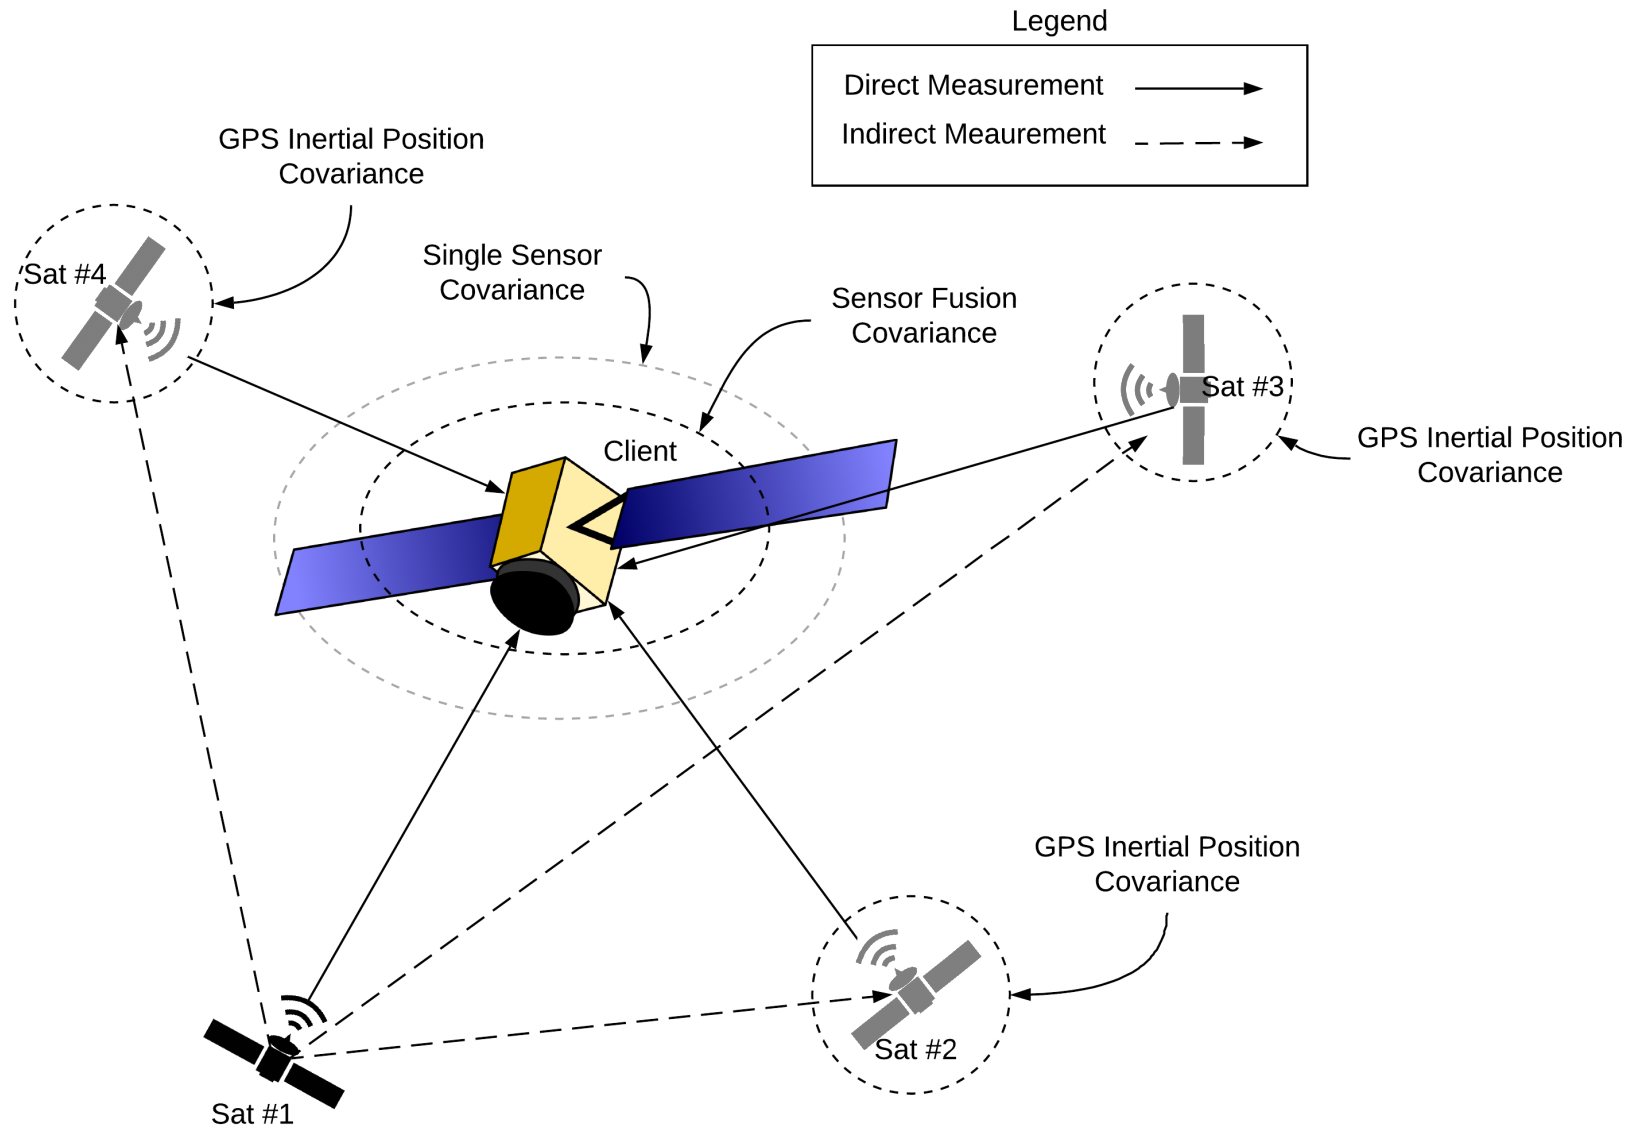 Legend
Direct Measurement
Indirect Meaurement
GPS Inertial Position
Covariance
Sat #4
Single Sensor
Covariance
Sensor Fusion
Covariance
Client
Sat #3
GPS Inertial Position
Covariance
GPS Inertial Position
Covariance
Sat #2
Sat #1